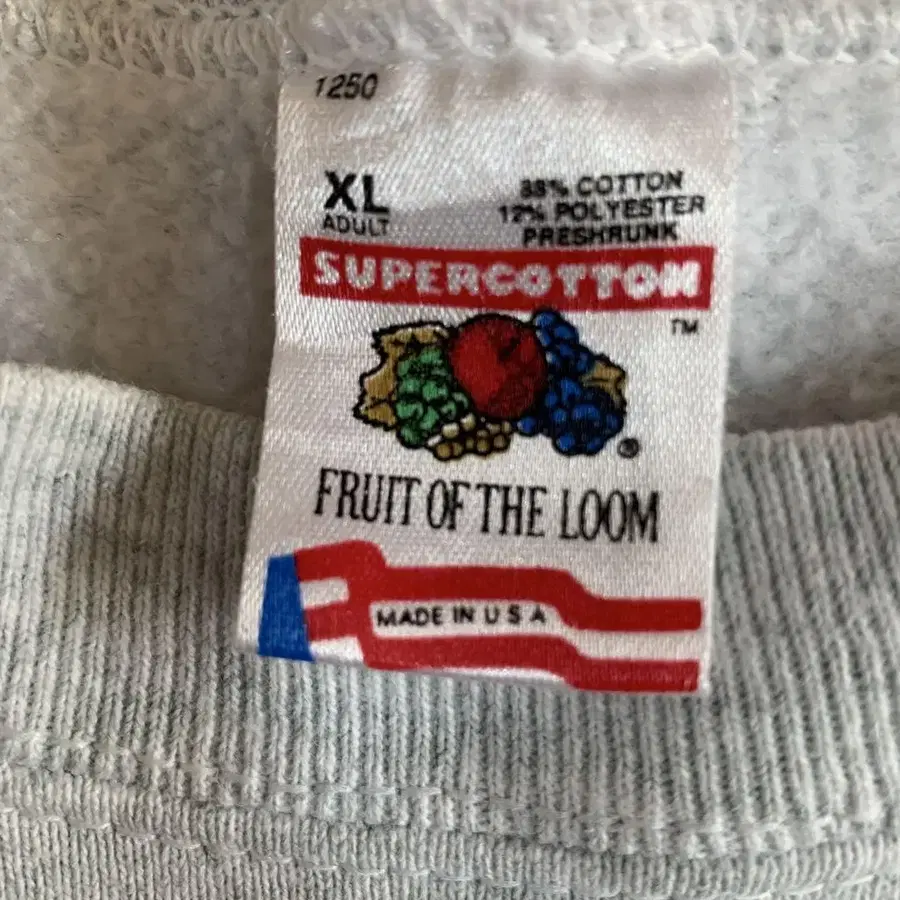 1250
XL
ADULT
88% COTTON
12% POLYESTER
PRESHRUNK
SUPERCOTTON
TM
®
FRUIT OF THE LOOM
MADE IN U S A